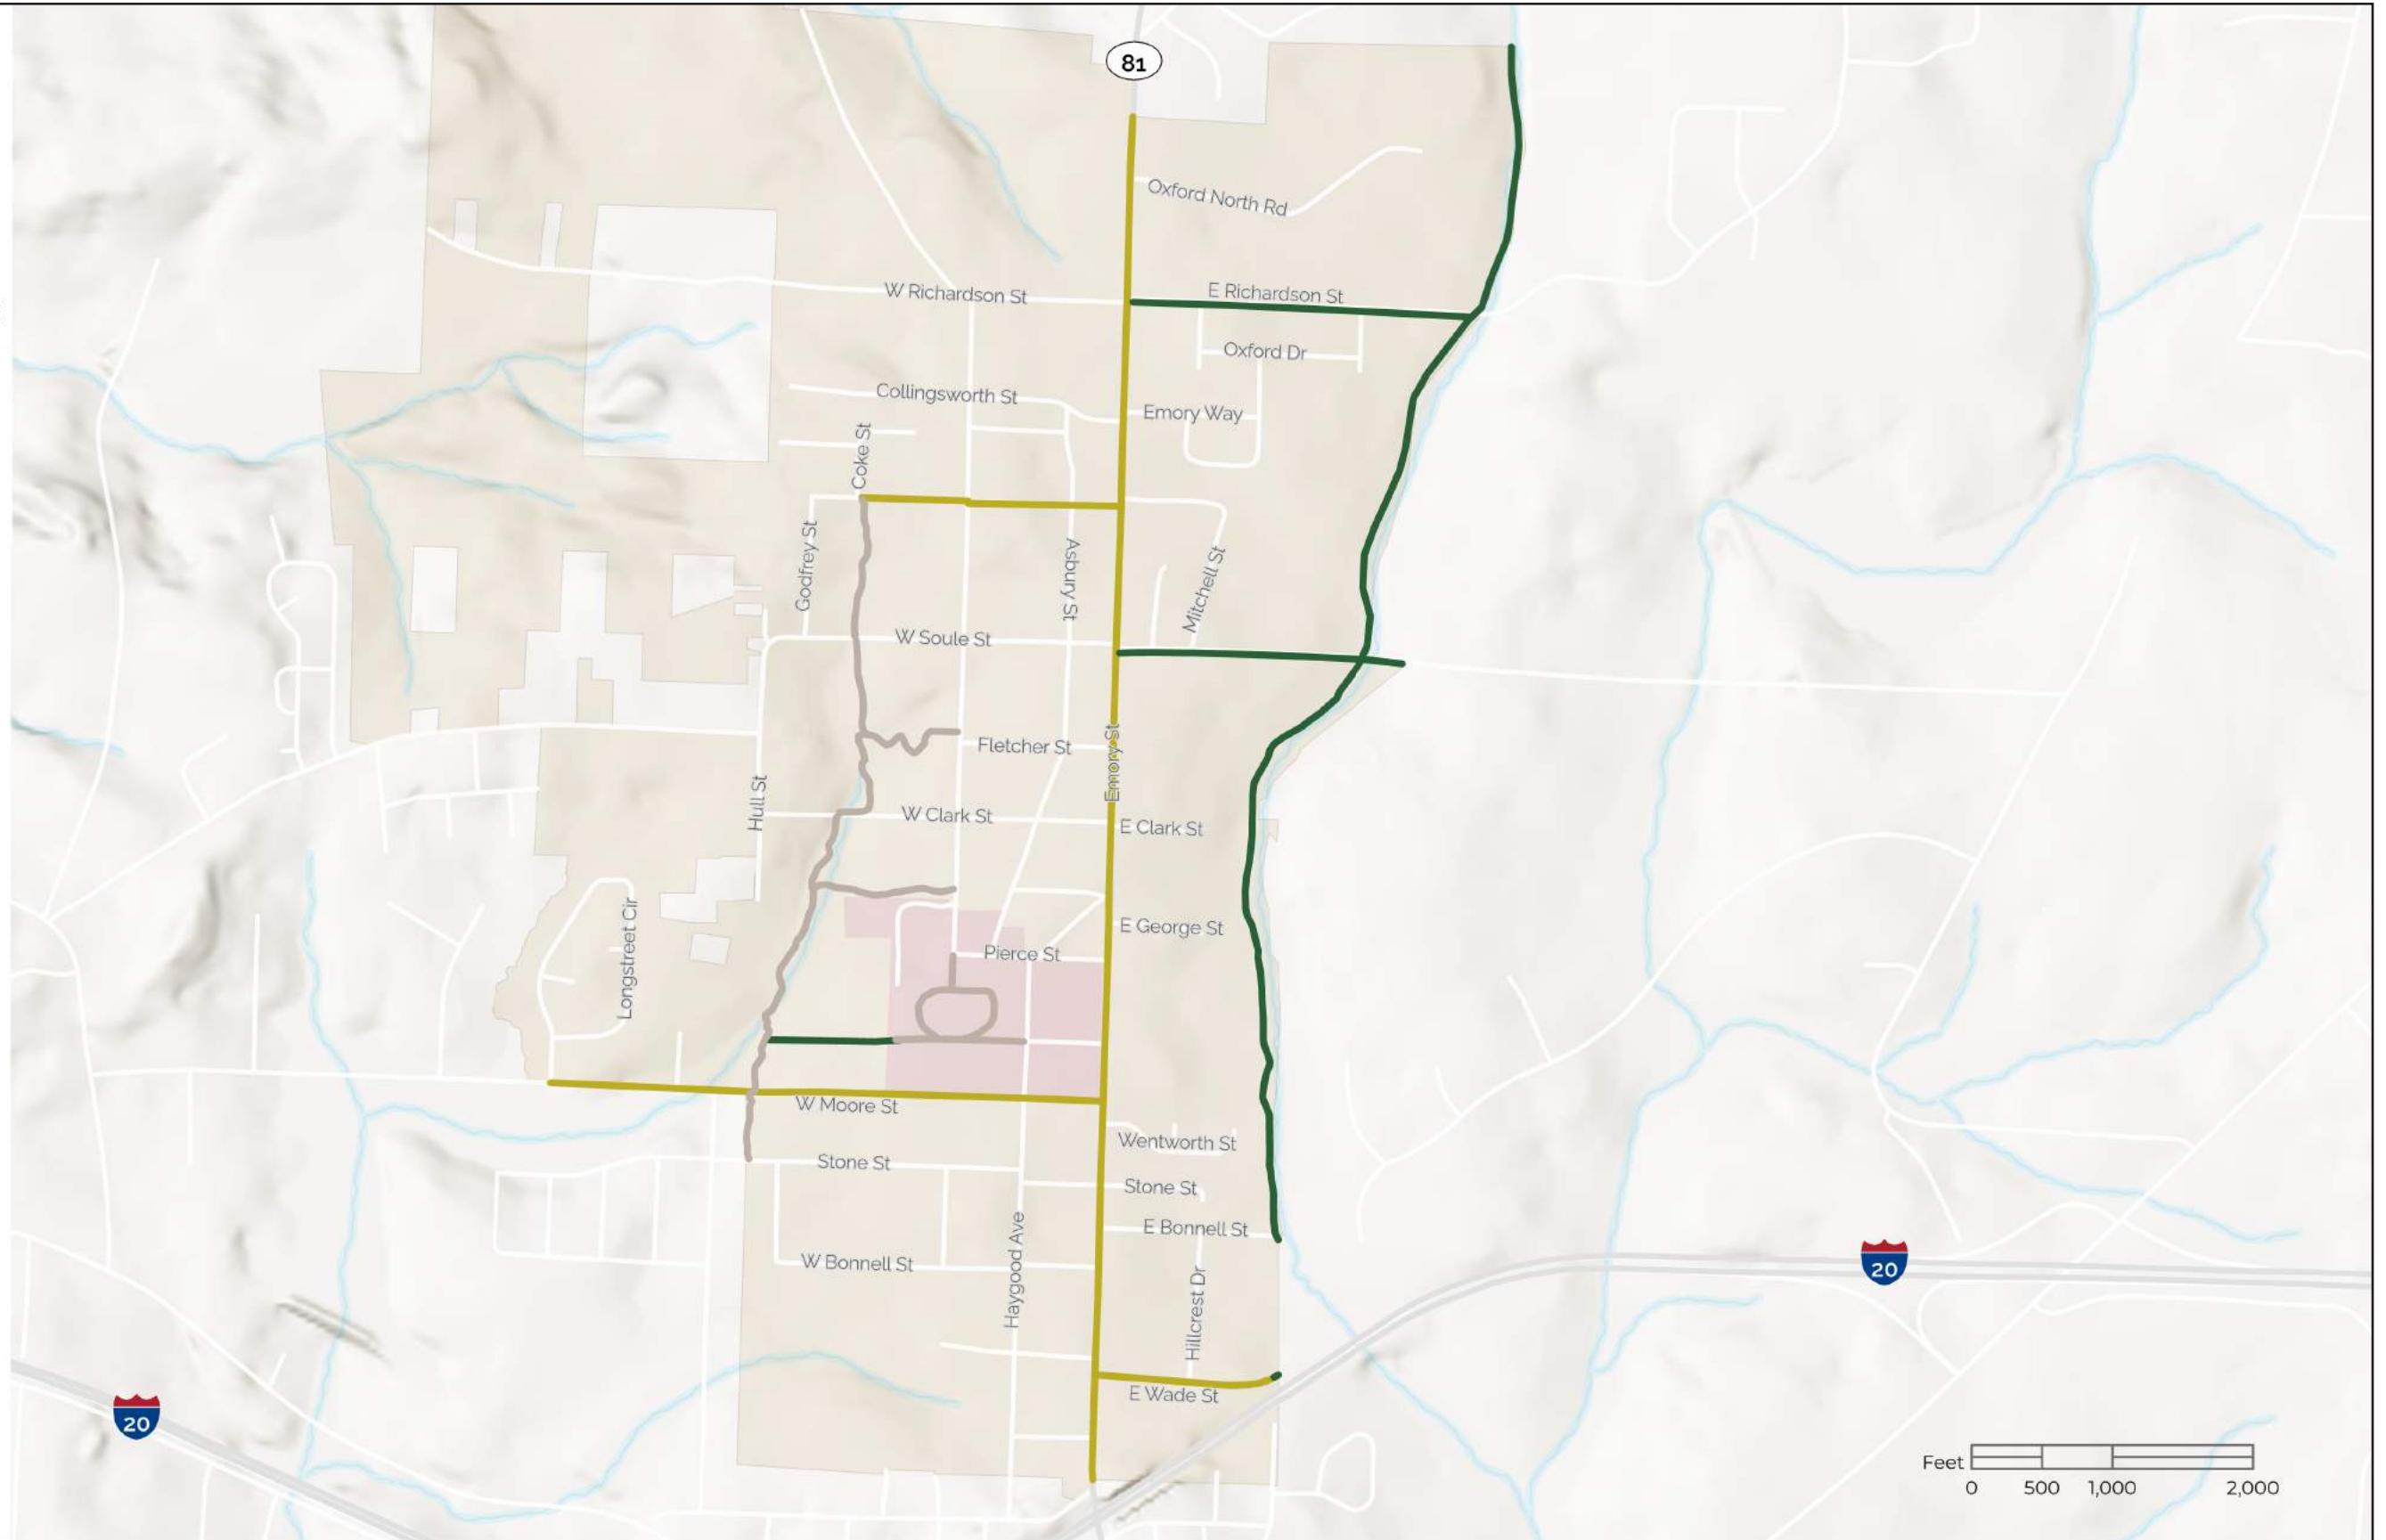 81
Oxford North Rd
W Richardson St
E Richardson St
Oxford Dr
Collingsworth St
Emory Way
Coke St
Godfrey St
Asbury St
Mitchell St
W Soule St
Fletcher St
Emory St
Hull St
W Clark St
E Clark St
Longstreet Cir
E George St
Pierce St
W Moore St
Wentworth St
Stone St
Stone St
E Bonnell St
W Bonnell St
Haygood Ave
Hillcrest Dr
20
E Wade St
20
Feet
0 500 1,000 2,000